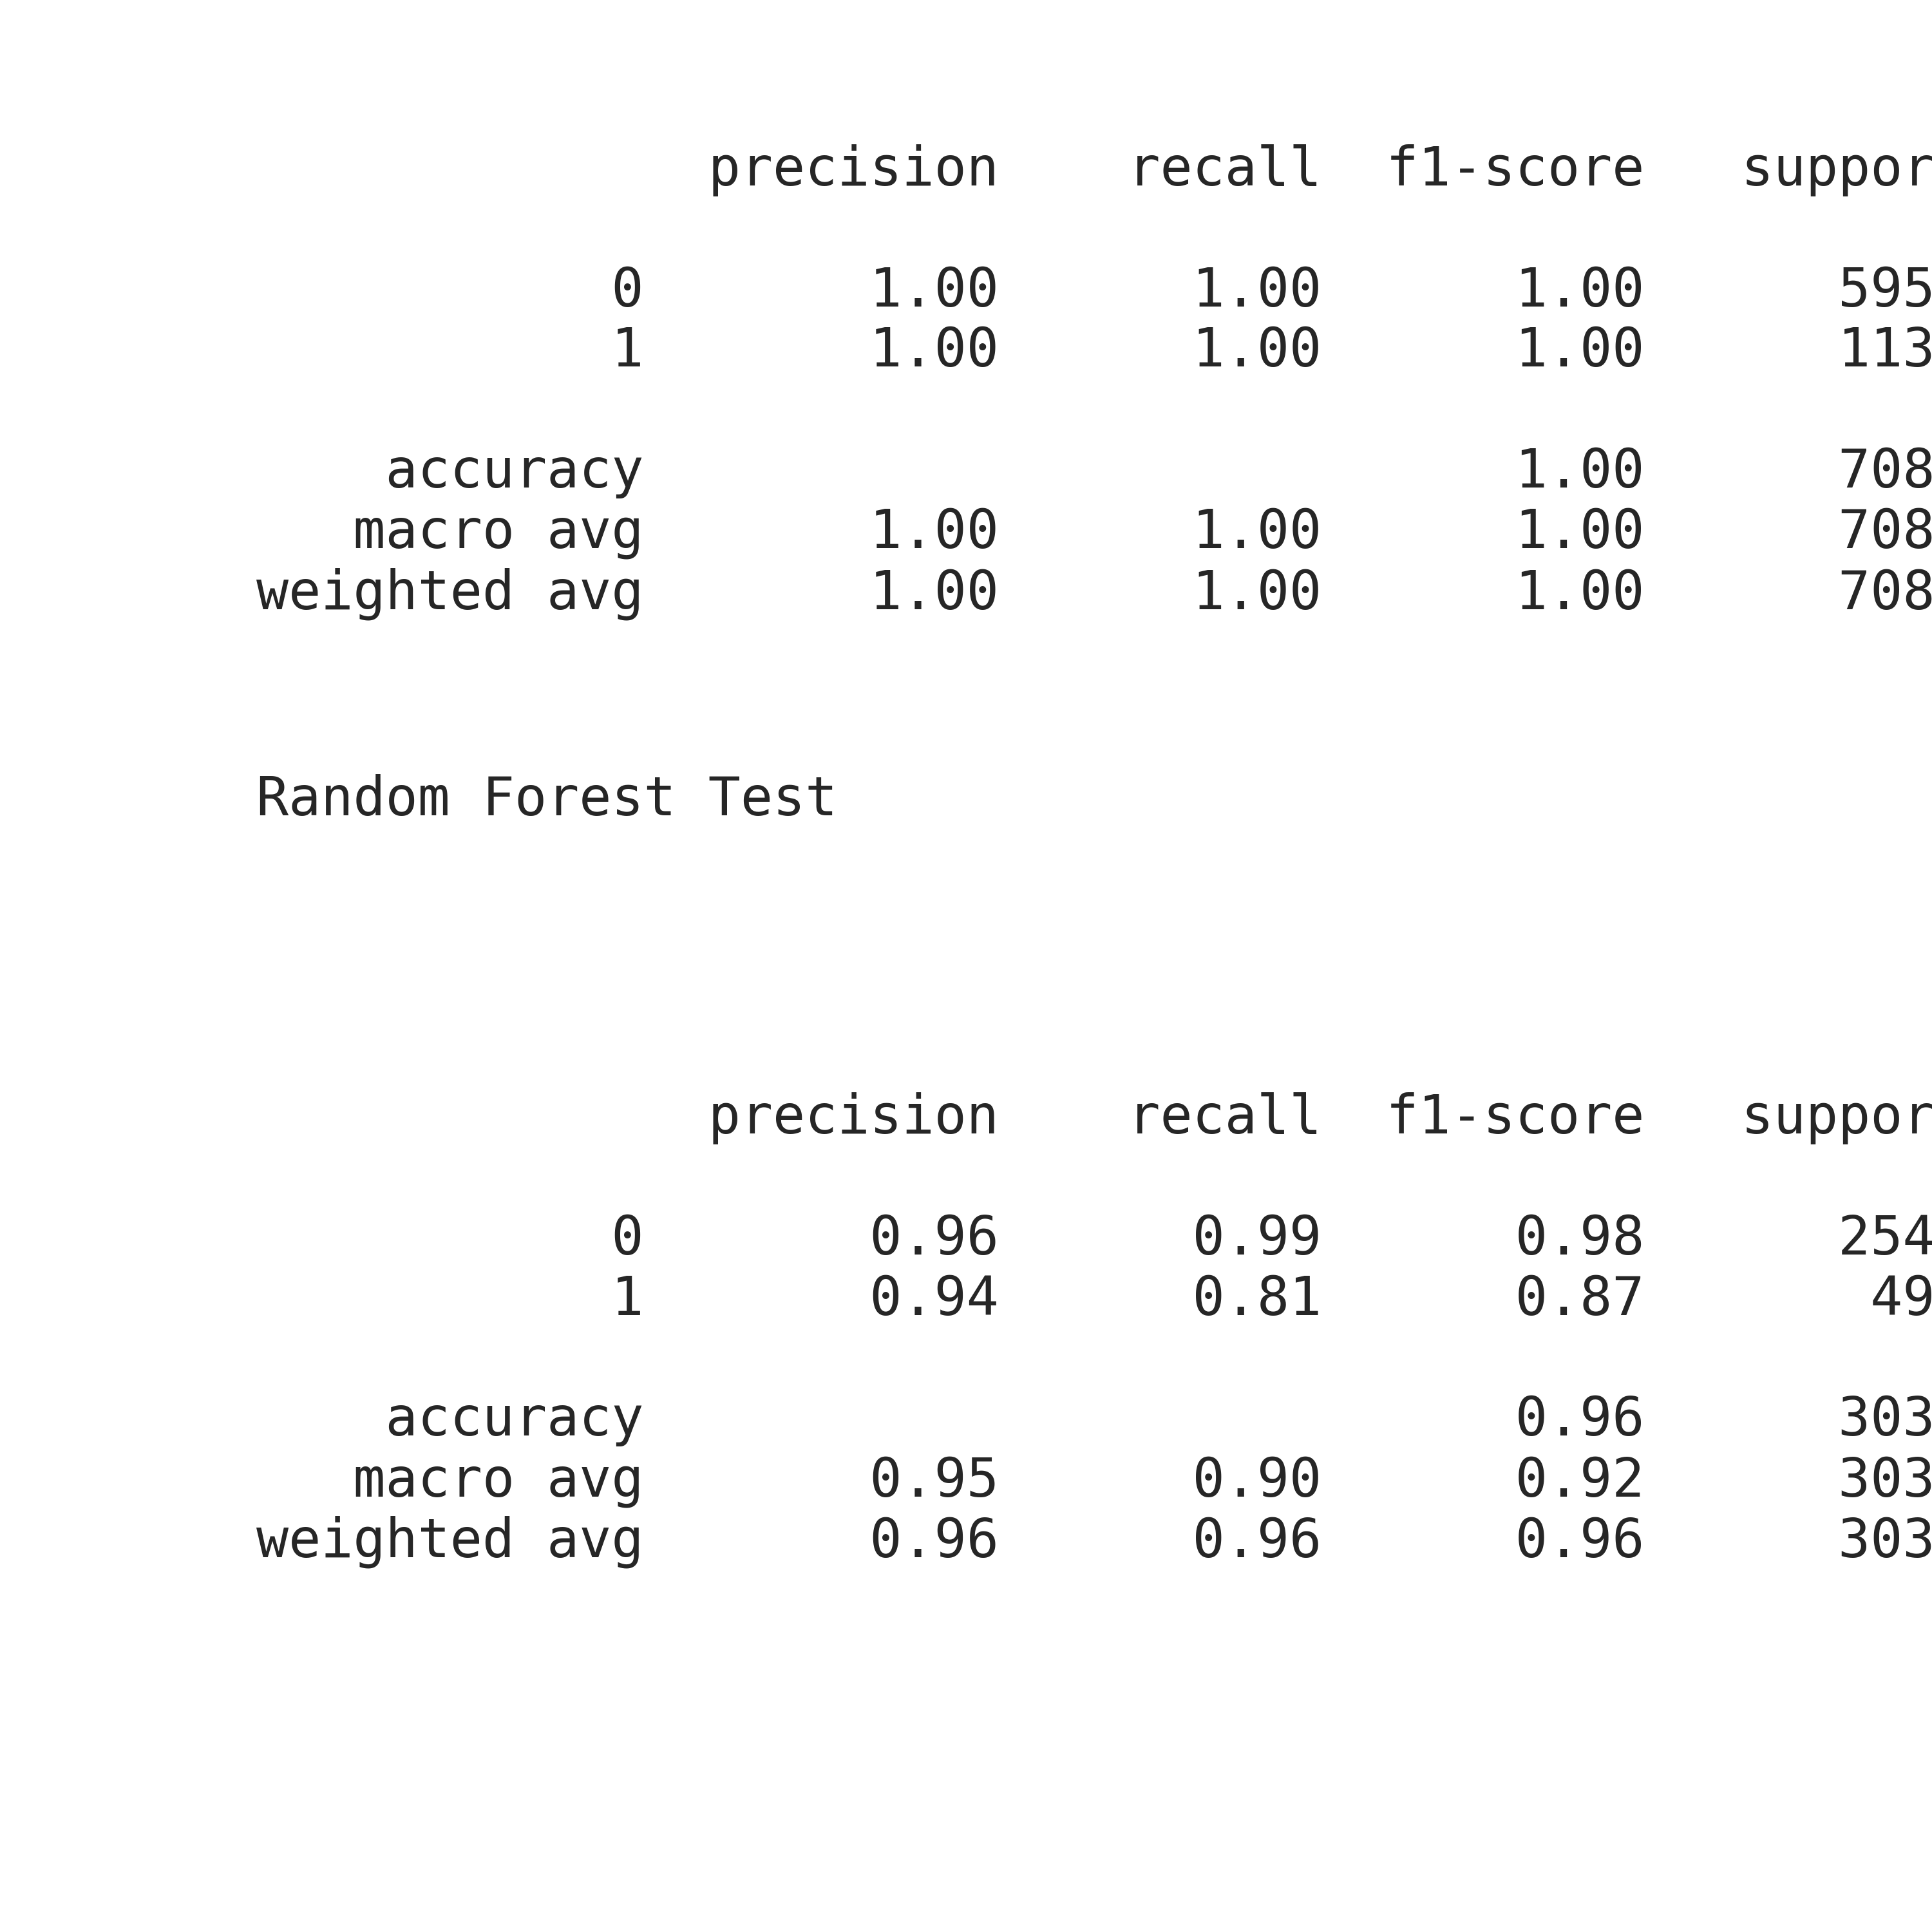 precision recall f1-score suppor
0 1.00 1.00 1.00 595
1 1.00 1.00 1.00 113
accuracy 1.00 708
macro avg 1.00 1.00 1.00 708
weighted avg 1.00 1.00 1.00 708
Random Forest Test
precision recall f1-score suppor
0 0.96 0.99 0.98 254
1 0.94 0.81 0.87 49
accuracy 0.96 303
macro avg 0.95 0.90 0.92 303
weighted avg 0.96 0.96 0.96 303